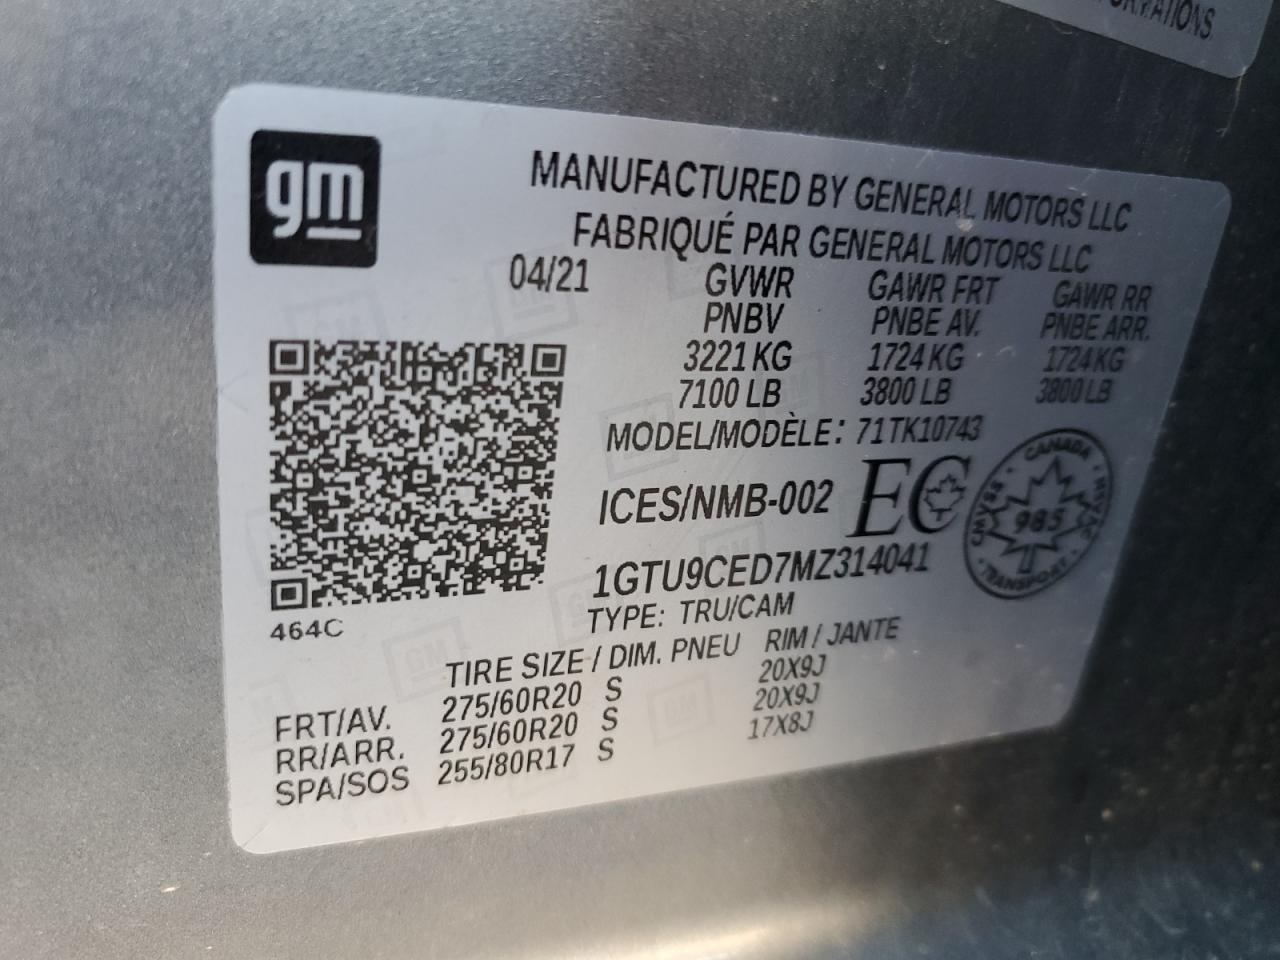 gm
MANUFACTURED BY GENERAL MOTORS LLC
FABRIQUÉ PAR GENERAL MOTORS LLC
04/21 GVWR GAWR FRT GAWR RR
PNBV PNBE AV. PNBE ARR.
3221 KG 1724 KG 1724 KG
7100 LB 3800 LB 3800 LB
MODEL/MODÈLE: 71TK10743
ICES/NMB-002 EC
CANADA
CMVSS 985 NSVAC
TRANSPORT
1GTU9CED7MZ314041
TYPE: TRU/CAM
464C
TIRE SIZE / DIM. PNEU RIM / JANTE
FRT/AV. 275/60R20 S 20X9J
RR/ARR. 275/60R20 S 20X9J
SPA/SOS 255/80R17 S 17X8J